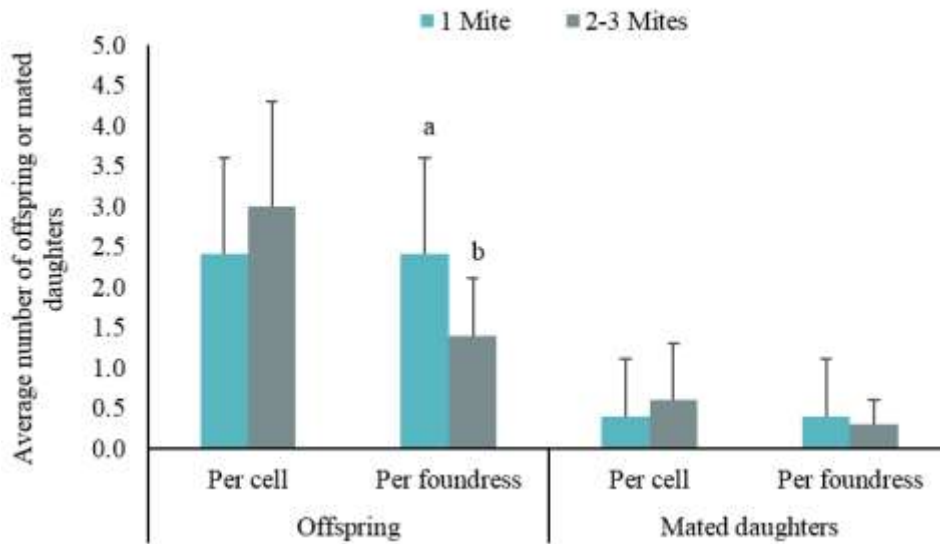 1 Mite 2-3 Mites
Average number of offspring or mated
daughters
5.0
4.5
4.0
3.5
3.0
2.5
2.0
1.5
1.0
0.5
0.0
a
b
Per cell Per foundress Per cell Per foundress
Offspring Mated daughters